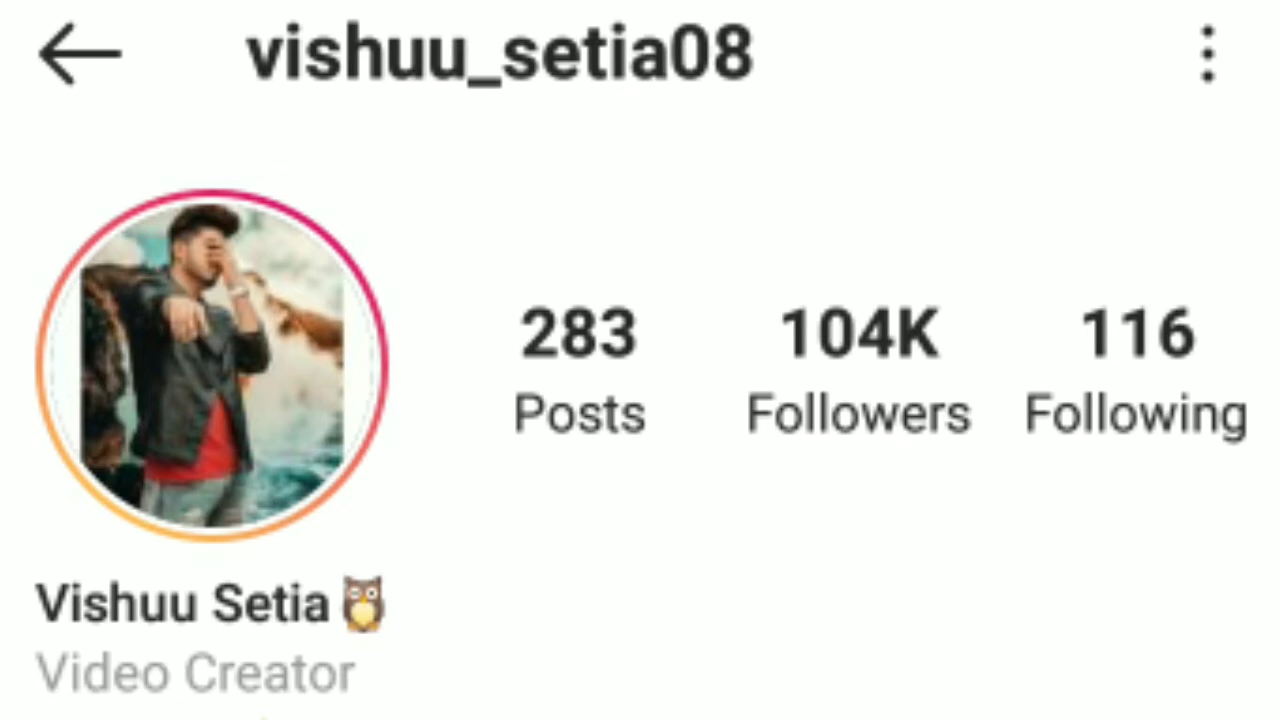 vishuu_setia08
283 104K 116
Posts Followers Following
Vishuu Setia🦉
Video Creator